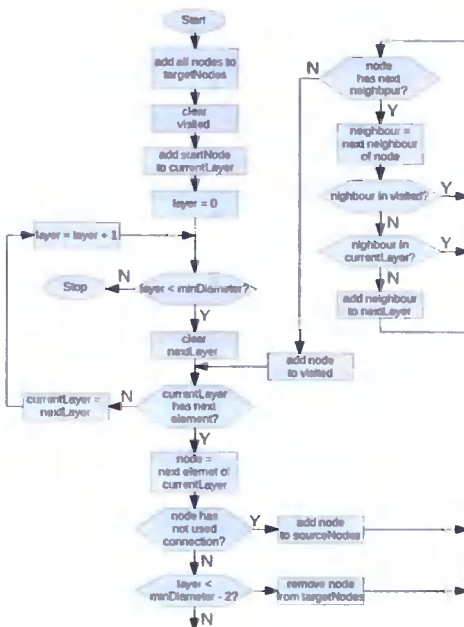 Start
add all nodes to
targetNodes
clear
visited
add startNode
to currentLayer
layer = 0
layer = layer + 1
layer < minDiameter?
N
Stop
Y
clear
nextLayer
currentLayer
has next
element?
N
currentLayer =
nextLayer
Y
node =
next elemet of
currentLayer
node has
not used
connection?
Y
add node
to sourceNodes
N
layer <
minDiameter - 2?
Y
remove node
from targetNodes
N
node
has next
neighbpur?
N
Y
neighbour =
next neighbour
of node
nighbour in visited?
Y
N
nighbour in
currentLayer?
Y
N
add neighbour
to nextLayer
add node
to visited